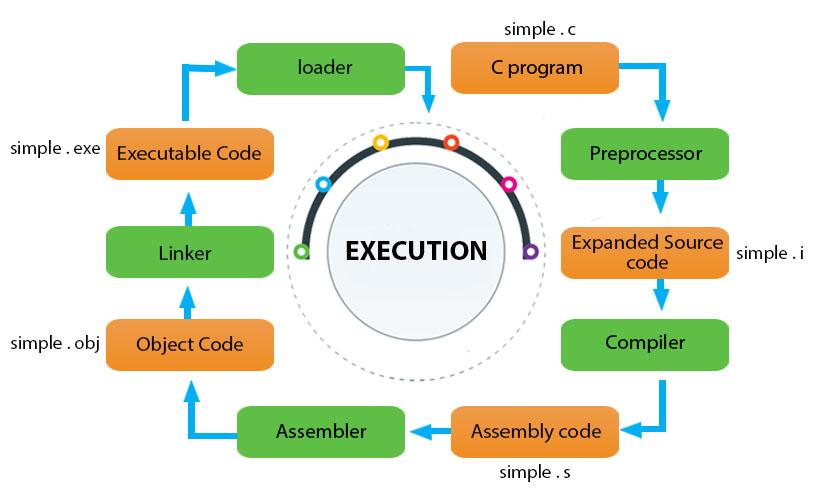 simple . c
loader
C program
simple . exe
Executable Code
Preprocessor
Linker
EXECUTION
Expanded Source
code
simple . i
simple . obj
Object Code
Compiler
Assembler
Assembly code
simple . s